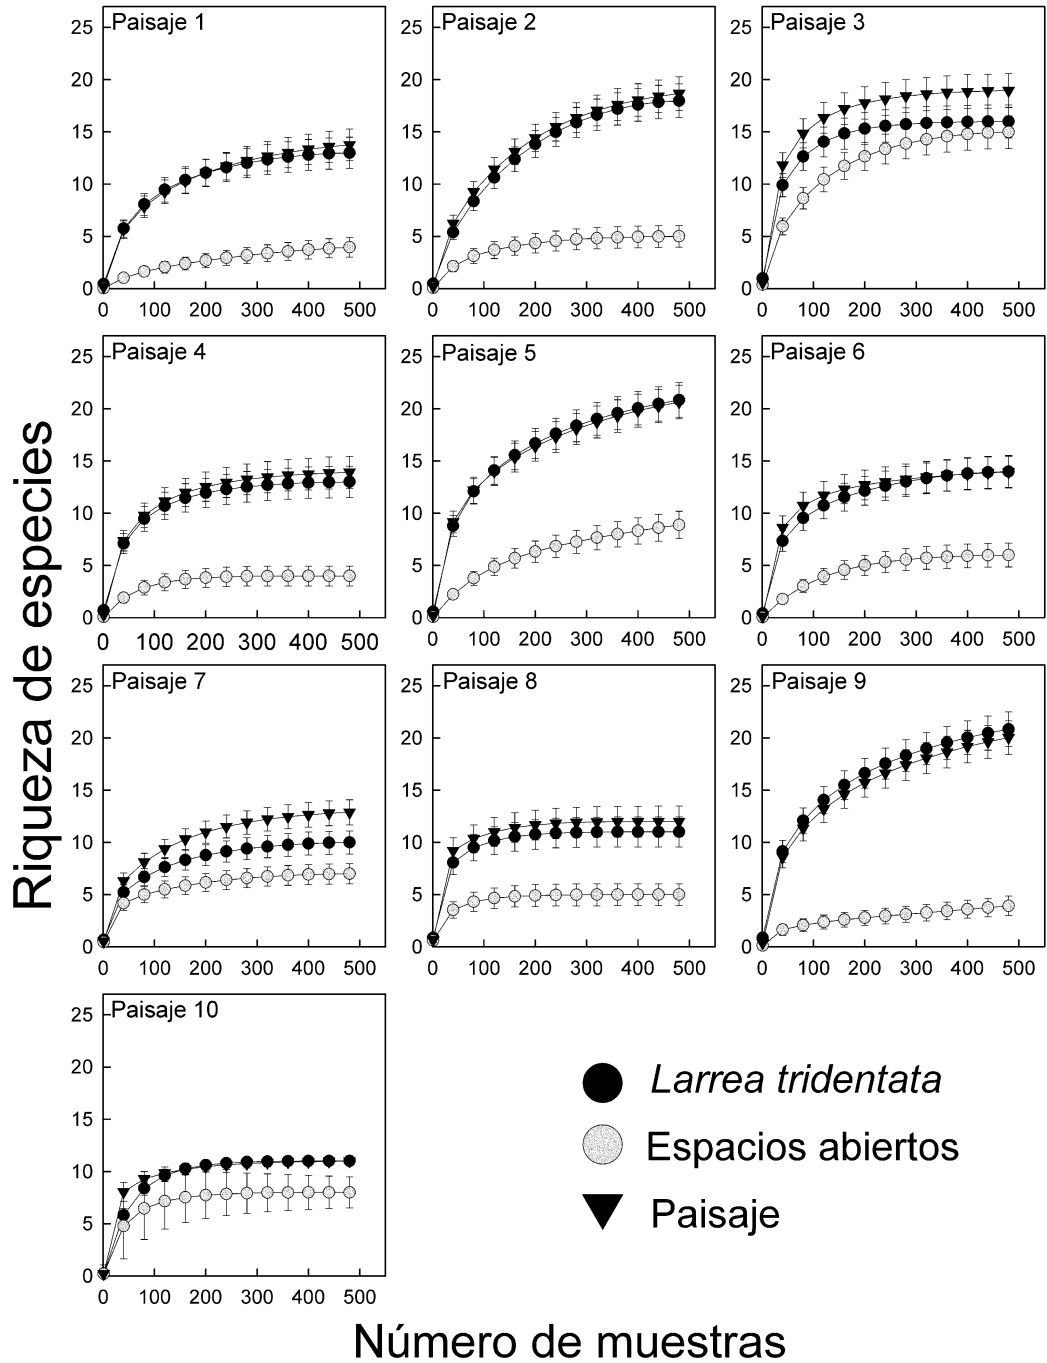 Paisaje 1
25
20
15
10
5
0
0 100 200 300 400 500
Paisaje 2
25
20
15
10
5
0
0 100 200 300 400 500
Paisaje 3
25
20
15
10
5
0
0 100 200 300 400 500
Paisaje 4
25
20
15
10
5
0
0 100 200 300 400 500
Paisaje 5
25
20
15
10
5
0
0 100 200 300 400 500
Paisaje 6
25
20
15
10
5
0
0 100 200 300 400 500
Paisaje 7
25
20
15
10
5
0
0 100 200 300 400 500
Paisaje 8
25
20
15
10
5
0
0 100 200 300 400 500
Paisaje 9
25
20
15
10
5
0
0 100 200 300 400 500
Paisaje 10
25
20
15
10
5
0
0 100 200 300 400 500
Larrea tridentata
Espacios abiertos
Paisaje
Riqueza de especies
Número de muestras